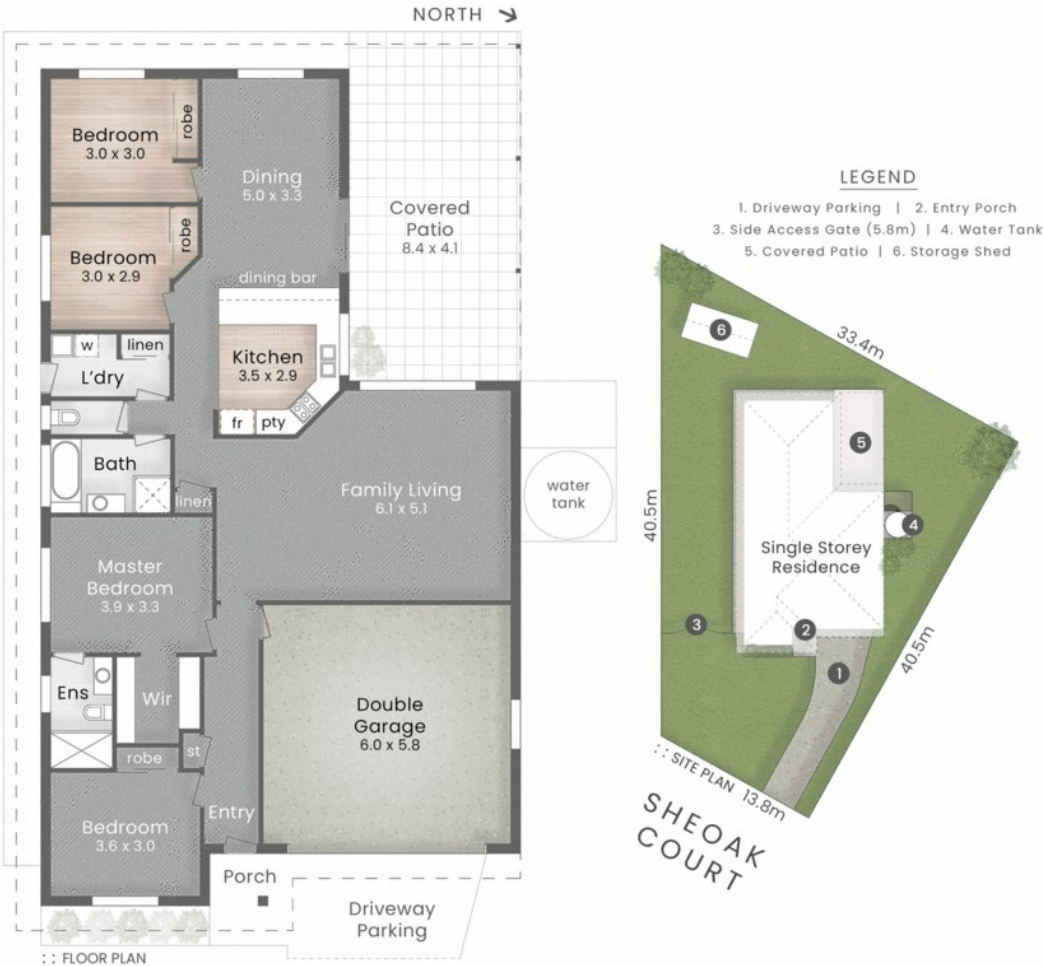 NORTH
Bedroom
3.0 x 3.0
robe
Dining
5.0 x 3.3
Covered
Patio
8.4 x 4.1
Bedroom
3.0 x 2.9
robe
dining bar
w
linen
L'dry
Kitchen
3.5 x 2.9
fr
pty
Bath
linen
Family Living
6.1 x 5.1
water
tank
Master
Bedroom
3.9 x 3.3
Ens
Wir
st
robe
Double
Garage
6.0 x 5.8
Bedroom
3.6 x 3.0
Entry
Porch
Driveway
Parking
:: FLOOR PLAN
LEGEND
1. Driveway Parking | 2. Entry Porch
3. Side Access Gate (5.8m) | 4. Water Tank
5. Covered Patio | 6. Storage Shed
6
33.4m
5
40.5m
4
Single Storey
Residence
3
2
1
40.5m
:: SITE PLAN
13.8m
SHEOAK
COURT